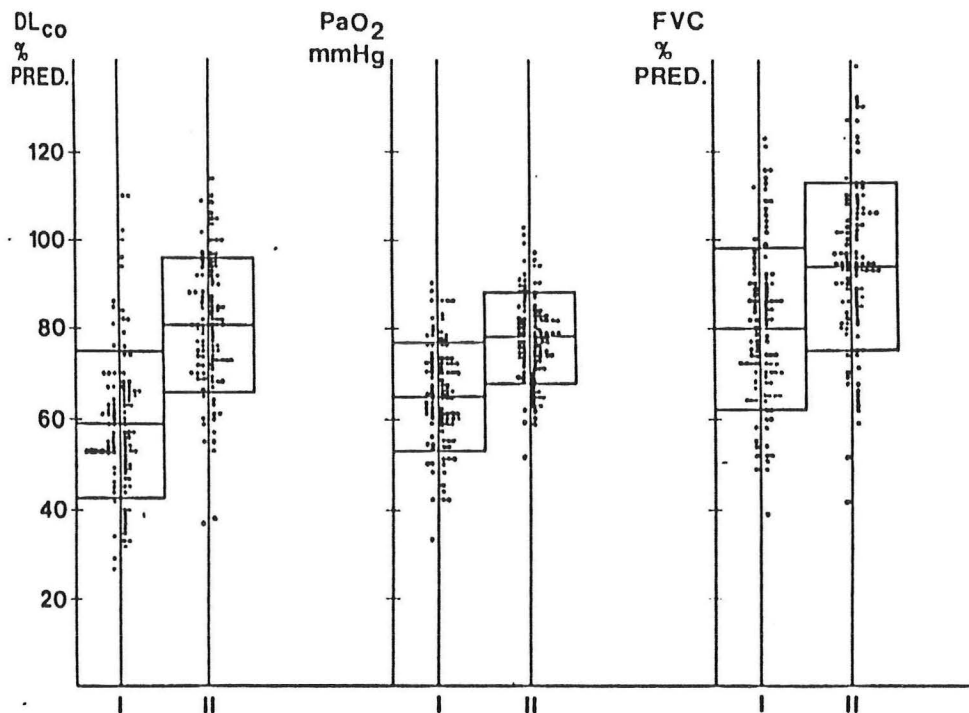 DLco
%
PRED.
PaO2
mmHg
FVC
%
PRED.
120
100
80
60
40
20
I II
I II
I II